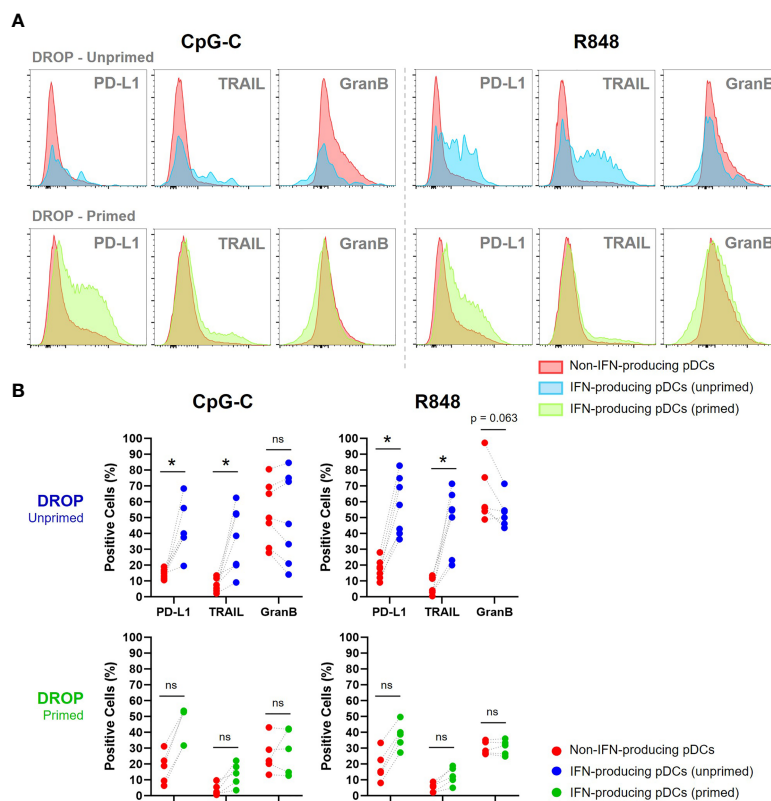 A
CpG-C
R848
DROP - Unprimed
PD-L1
TRAIL
GranB
PD-L1
TRAIL
GranB
DROP - Primed
PD-L1
TRAIL
GranB
PD-L1
TRAIL
GranB
Non-IFN-producing pDCs
IFN-producing pDCs (unprimed)
IFN-producing pDCs (primed)
B
CpG-C
R848
DROP
Unprimed
Positive Cells (%)
100
90
80
70
60
50
40
30
20
10
0
*
*
ns
PD-L1
TRAIL
GranB
Positive Cells (%)
100
90
80
70
60
50
40
30
20
10
0
*
*
p = 0.063
PD-L1
TRAIL
GranB
DROP
Primed
Positive Cells (%)
100
90
80
70
60
50
40
30
20
10
0
ns
ns
ns
Positive Cells (%)
100
90
80
70
60
50
40
30
20
10
0
ns
ns
ns
Non-IFN-producing pDCs
IFN-producing pDCs (unprimed)
IFN-producing pDCs (primed)